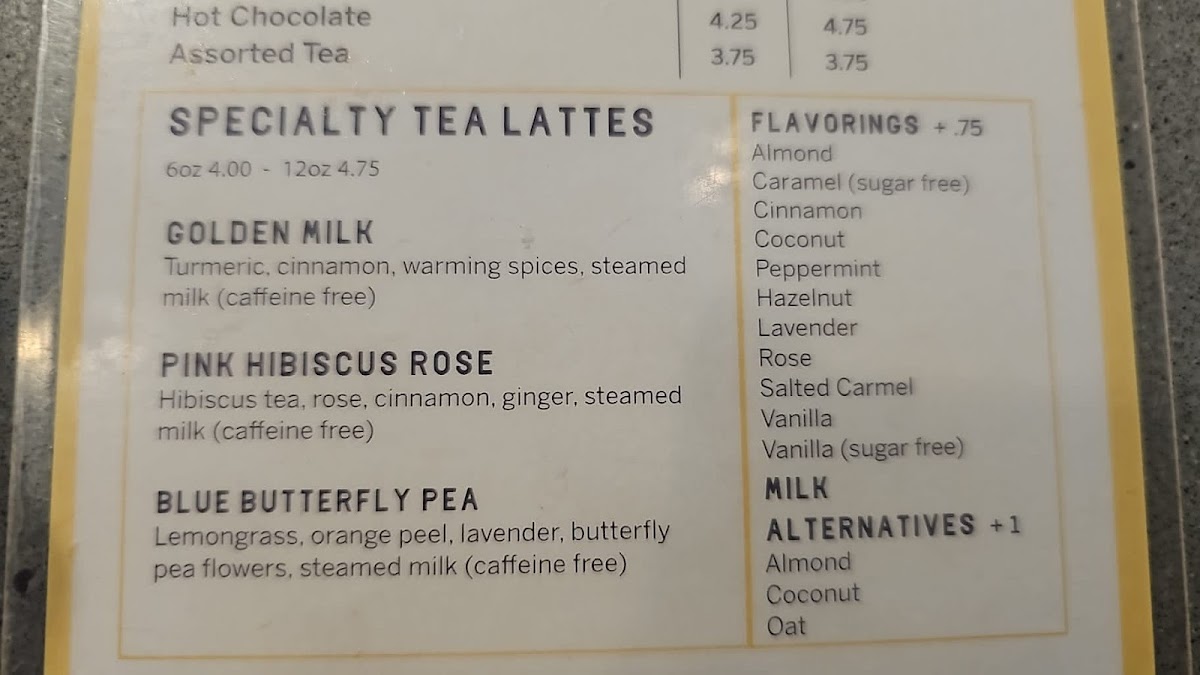 Hot Chocolate 4.25 4.75
Assorted Tea 3.75 3.75
SPECIALTY TEA LATTES
6oz 4.00 - 12oz 4.75
GOLDEN MILK
Turmeric, cinnamon, warming spices, steamed
milk (caffeine free)
PINK HIBISCUS ROSE
Hibiscus tea, rose, cinnamon, ginger, steamed
milk (caffeine free)
BLUE BUTTERFLY PEA
Lemongrass, orange peel, lavender, butterfly
pea flowers, steamed milk (caffeine free)
FLAVORINGS + .75
Almond
Caramel (sugar free)
Cinnamon
Coconut
Peppermint
Hazelnut
Lavender
Rose
Salted Carmel
Vanilla
Vanilla (sugar free)
MILK
ALTERNATIVES +1
Almond
Coconut
Oat